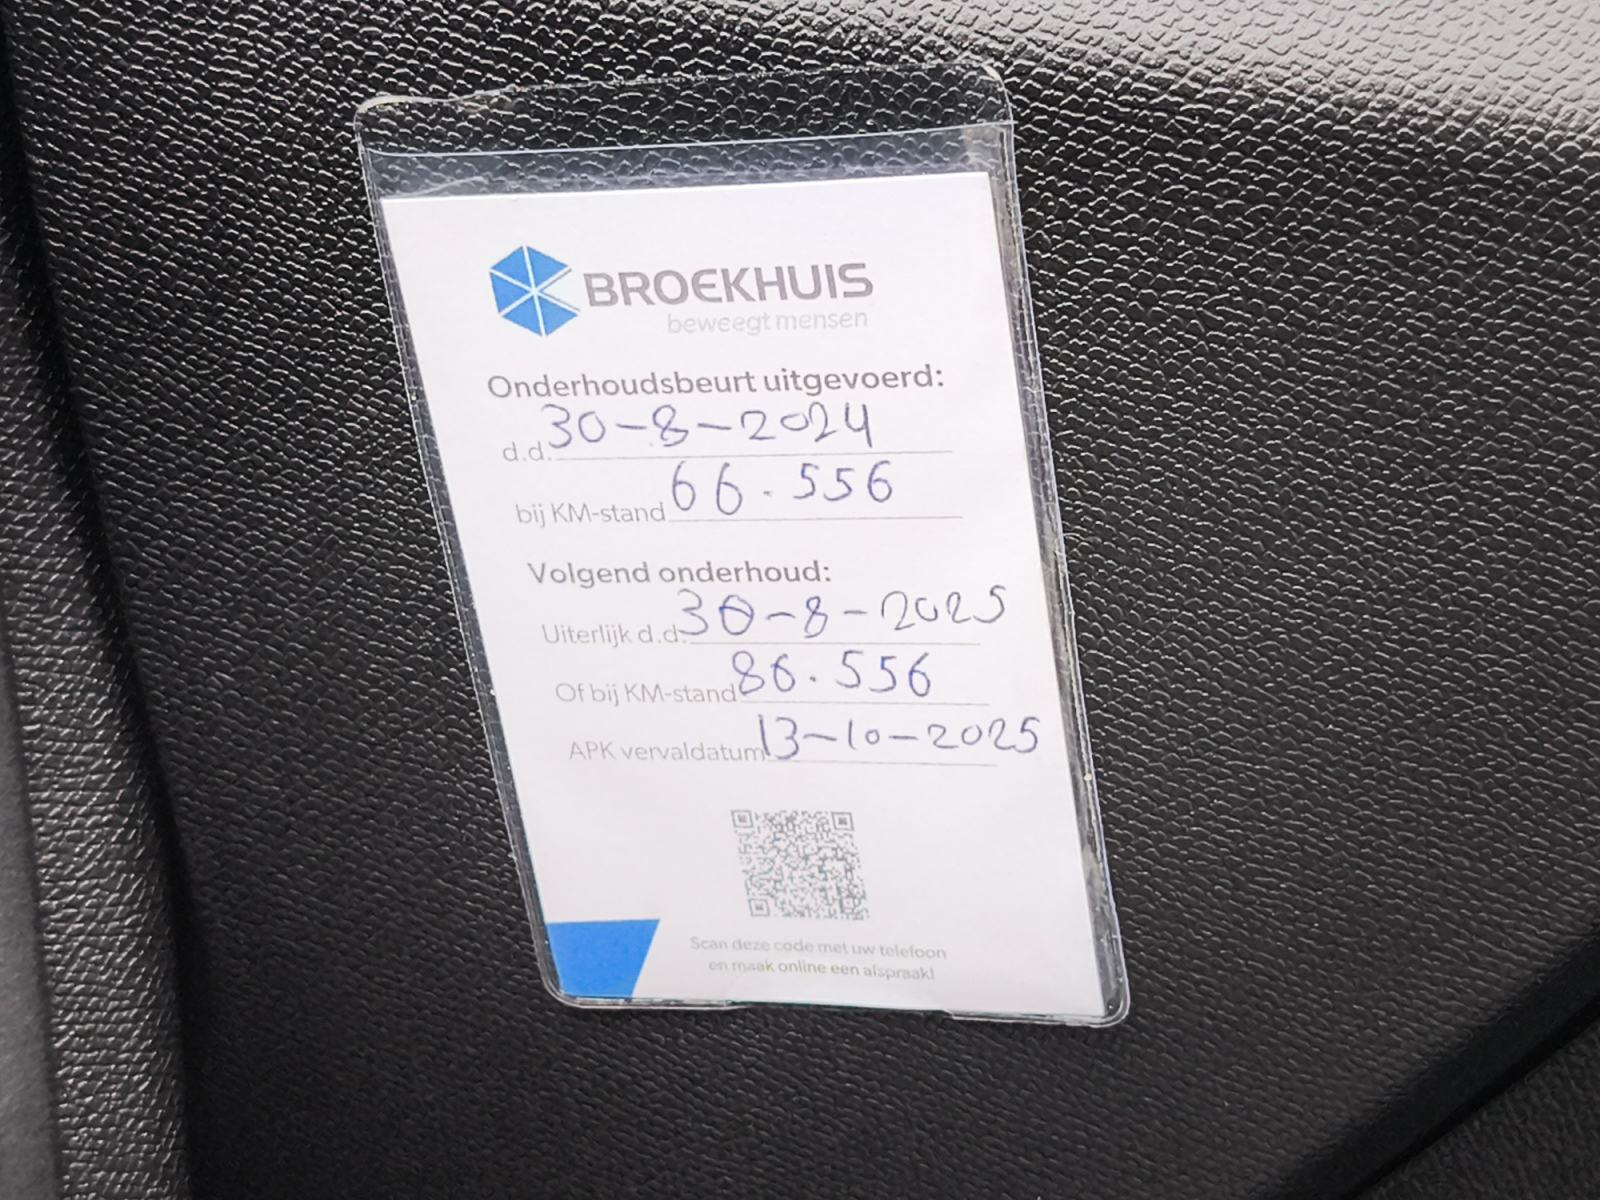 BROEKHUIS
beweegt mensen
Onderhoudsbeurt uitgevoerd:
d.d. 30-8-2024
bij KM-stand 66.556
Volgend onderhoud:
Uiterlijk d.d. 30-8-2025
Of bij KM-stand 86.556
APK vervaldatum 13-10-2025
Scan deze code met uw telefoon
en maak online een afspraak!